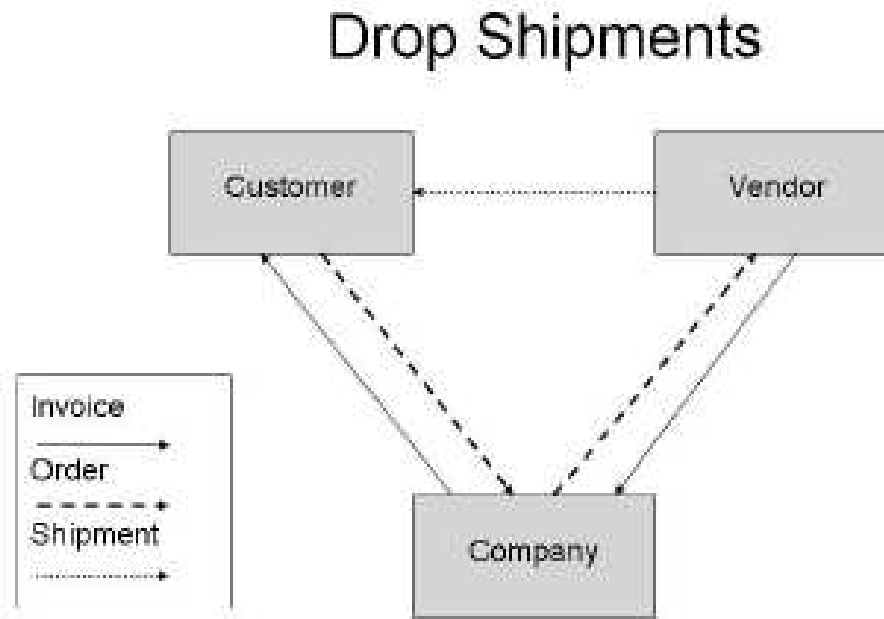 Drop Shipments
Customer
Vendor
Invoice
Order
Shipment
Company